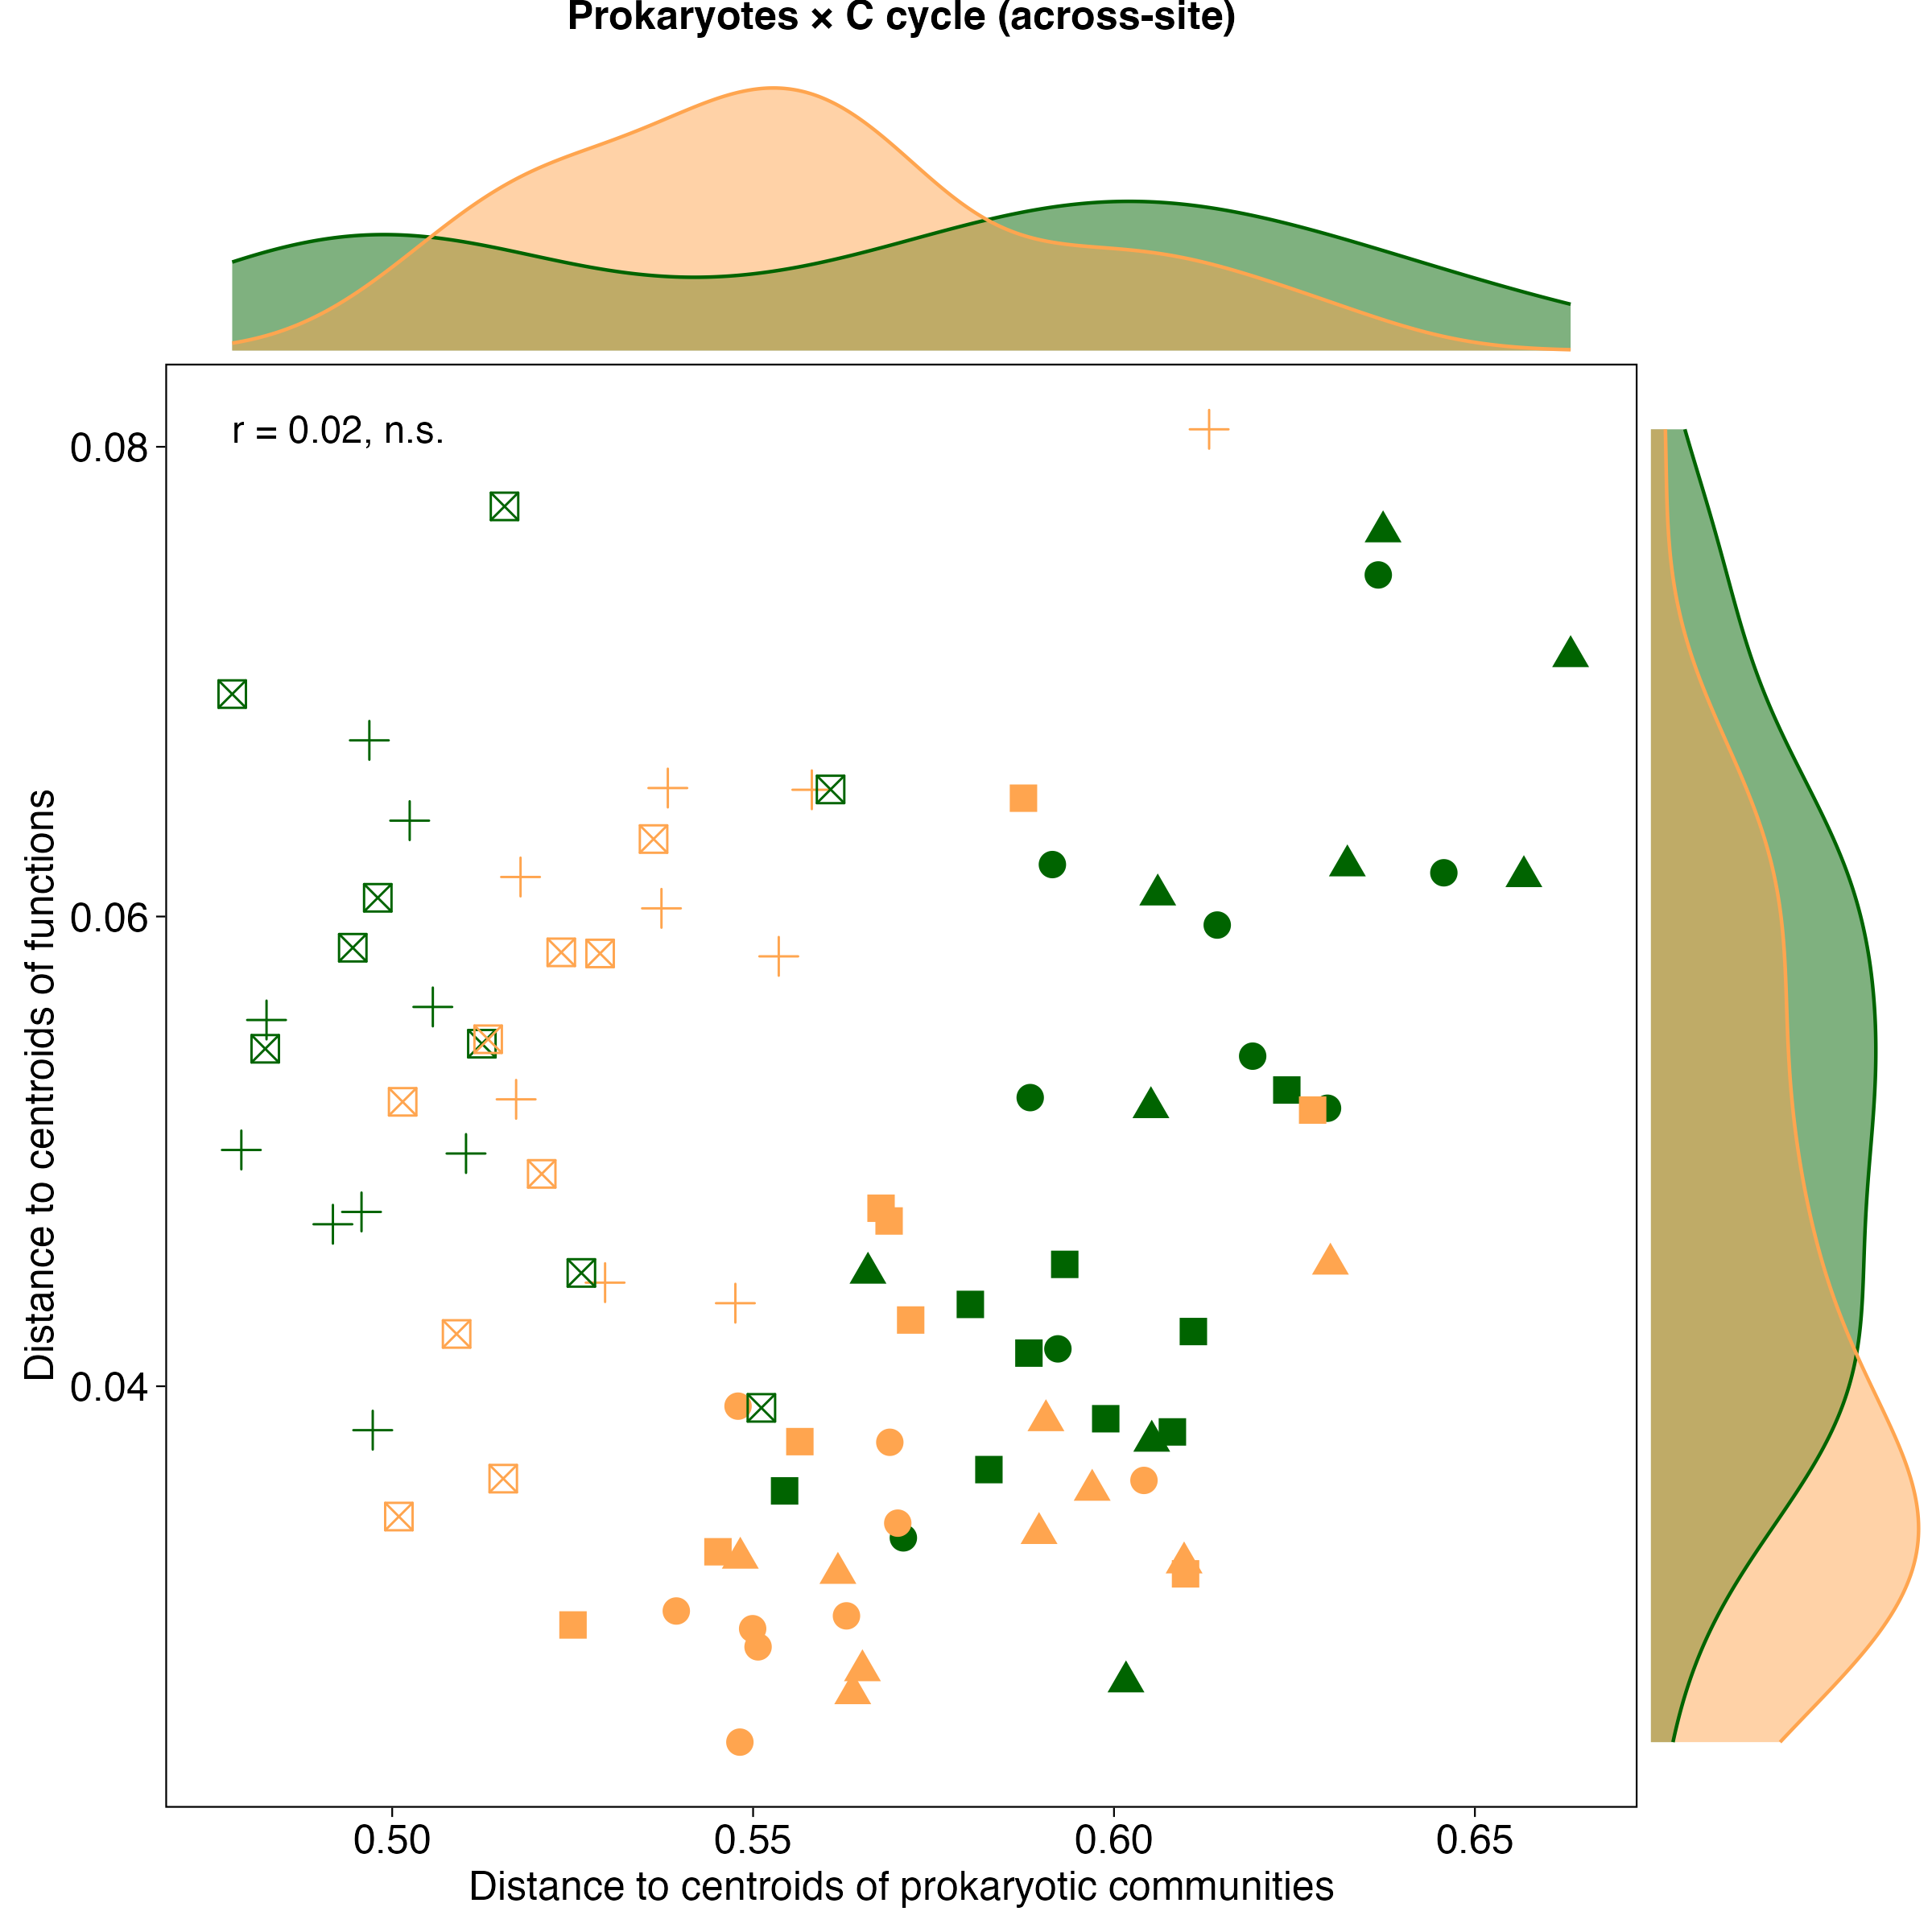 Prokaryotes × C cycle (across-site)
r = 0.02, n.s.
0.08
0.06
0.04
Distance to centroids of functions
0.50 0.55 0.60 0.65
Distance to centroids of prokaryotic communities